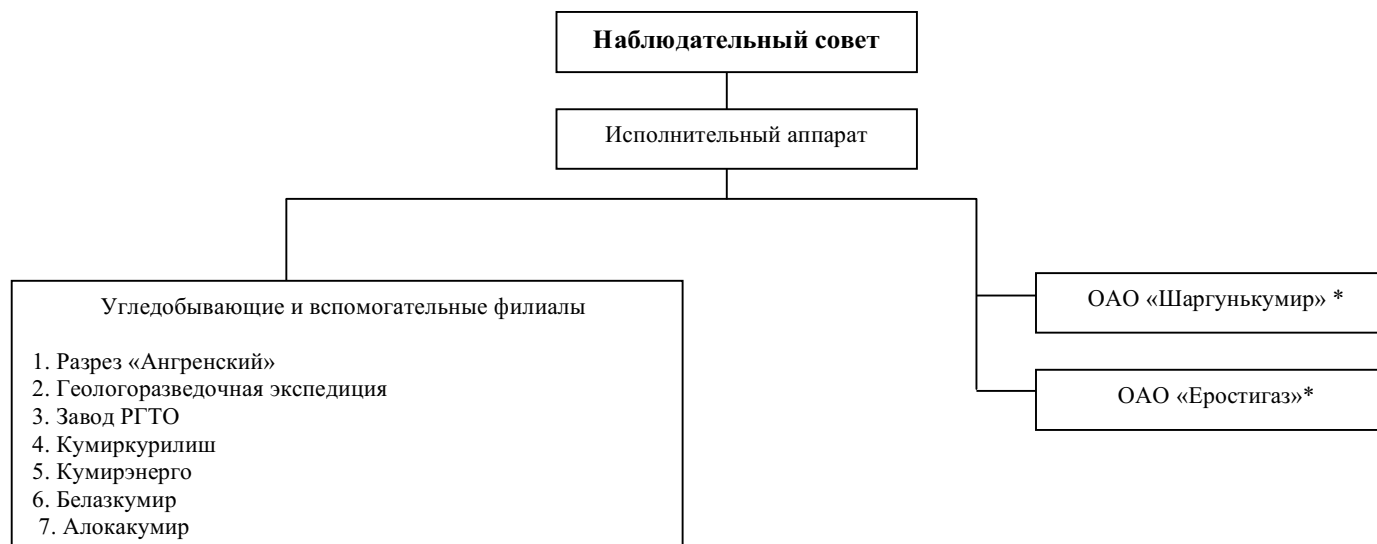 Наблюдательный совет
Исполнительный аппарат
Угледобывающие и вспомогательные филиалы
1. Разрез «Ангренский»
2. Геологоразведочная экспедиция
3. Завод РГТО
4. Кумиркурилиш
5. Кумирэнерго
6. Белазкумир
7. Алокакумир
ОАО «Шаргунькумир» *
ОАО «Еростигаз»*